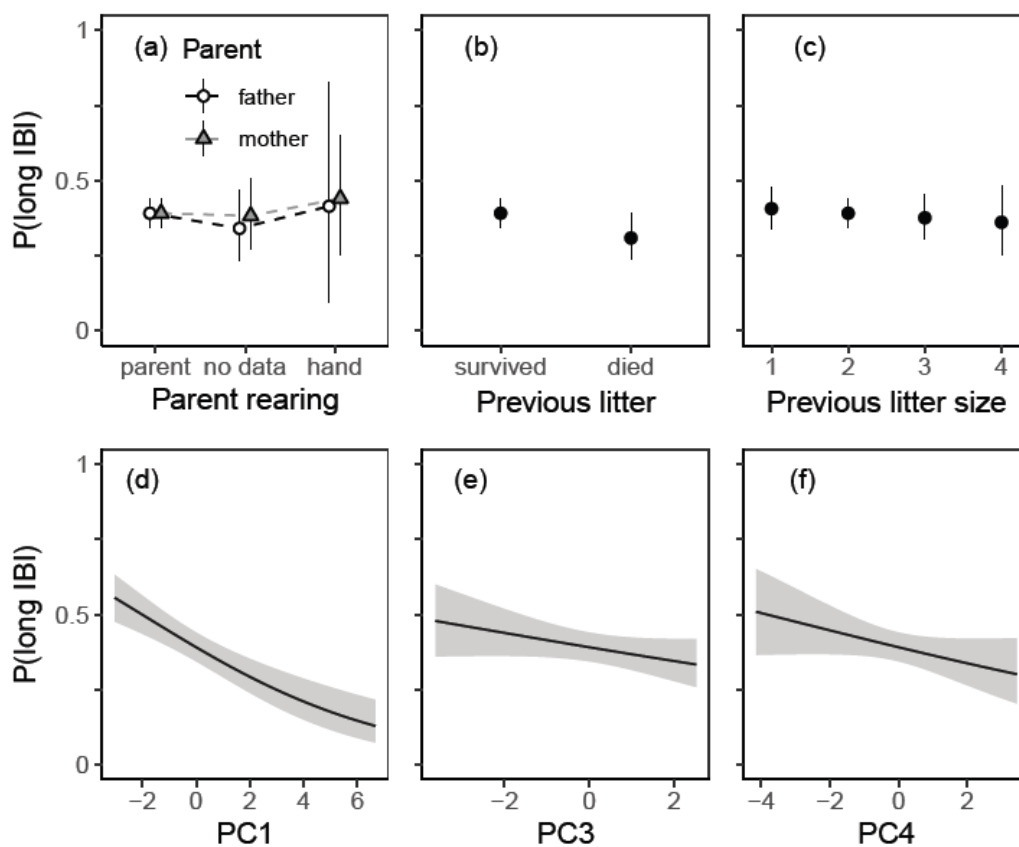 (a) Parent
father
mother
P(long IBI)
1
0.5
0
parent no data hand
Parent rearing
(b)
survived died
Previous litter
(c)
1 2 3 4
Previous litter size
(d)
P(long IBI)
1
0.5
0
−2 0 2 4 6
PC1
(e)
−2 0 2
PC3
(f)
−4 −2 0 2
PC4